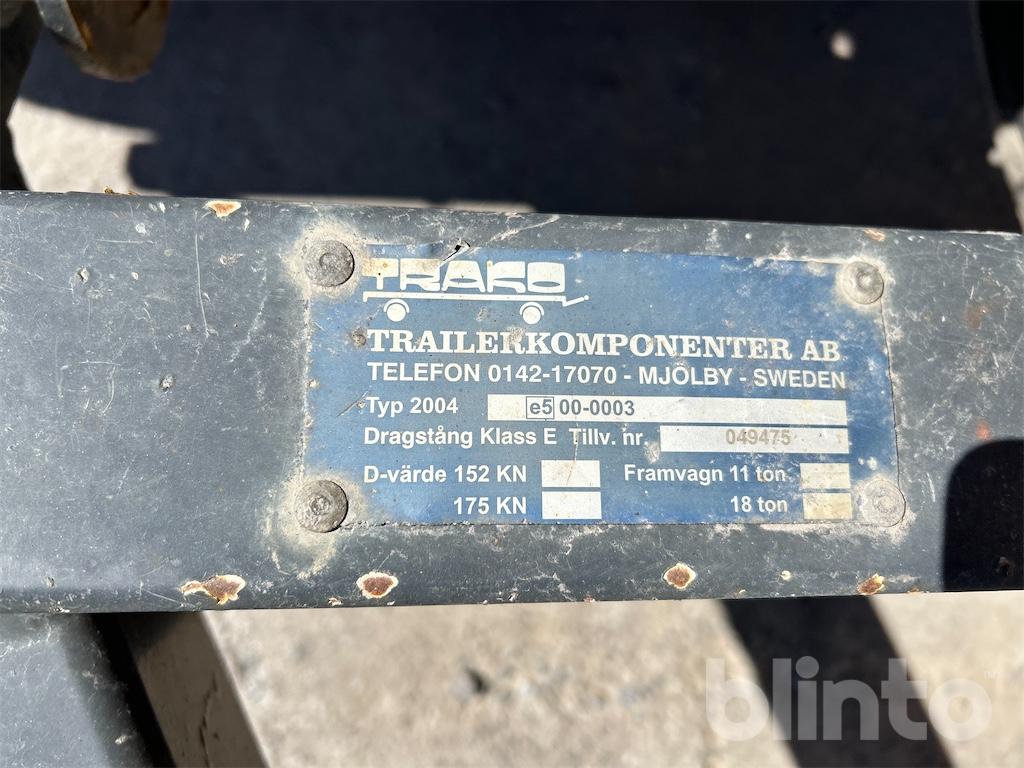 TRAKO
TRAILERKOMPONENTER AB
TELEFON 0142-17070 - MJÖLBY - SWEDEN
Typ 2004 e5 00-0003
Dragstång Klass E Tillv. nr. 049475
D-värde 152 KN Framvagn 11 ton
175 KN 18 ton
blinto™